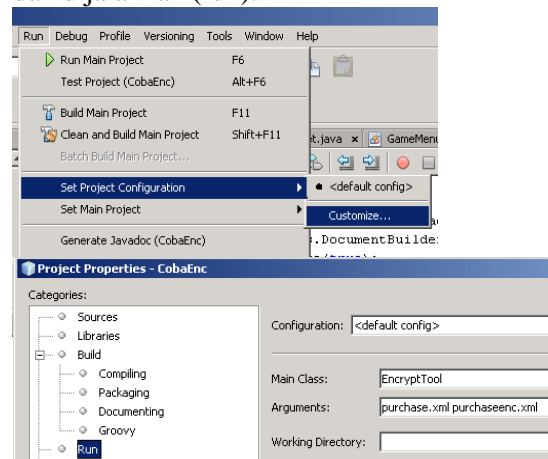 Run Debug Profile Versioning Tools Window Help
Run Main Project F6
Test Project (CobaEnc) Alt+F6
Build Main Project F11
Clean and Build Main Project Shift+F11
Batch Build Main Project...
Set Project Configuration
<default config>
Set Main Project
Customize...
Generate Javadoc (CobaEnc)
et.java x GameMenu
s.DocumentBuilder
Project Properties - CobaEnc
Categories:
Sources
Libraries
Build
Compiling
Packaging
Documenting
Groovy
Run
Configuration: <default config>
Main Class: EncryptTool
Arguments: purchase.xml purchaseenc.xml
Working Directory: